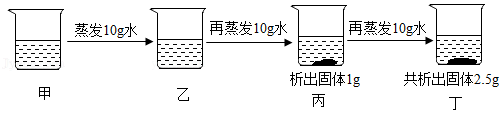 蒸发10g水
再蒸发10g水
再蒸发10g水
甲
乙
析出固体1g
丙
共析出固体2.5g
丁